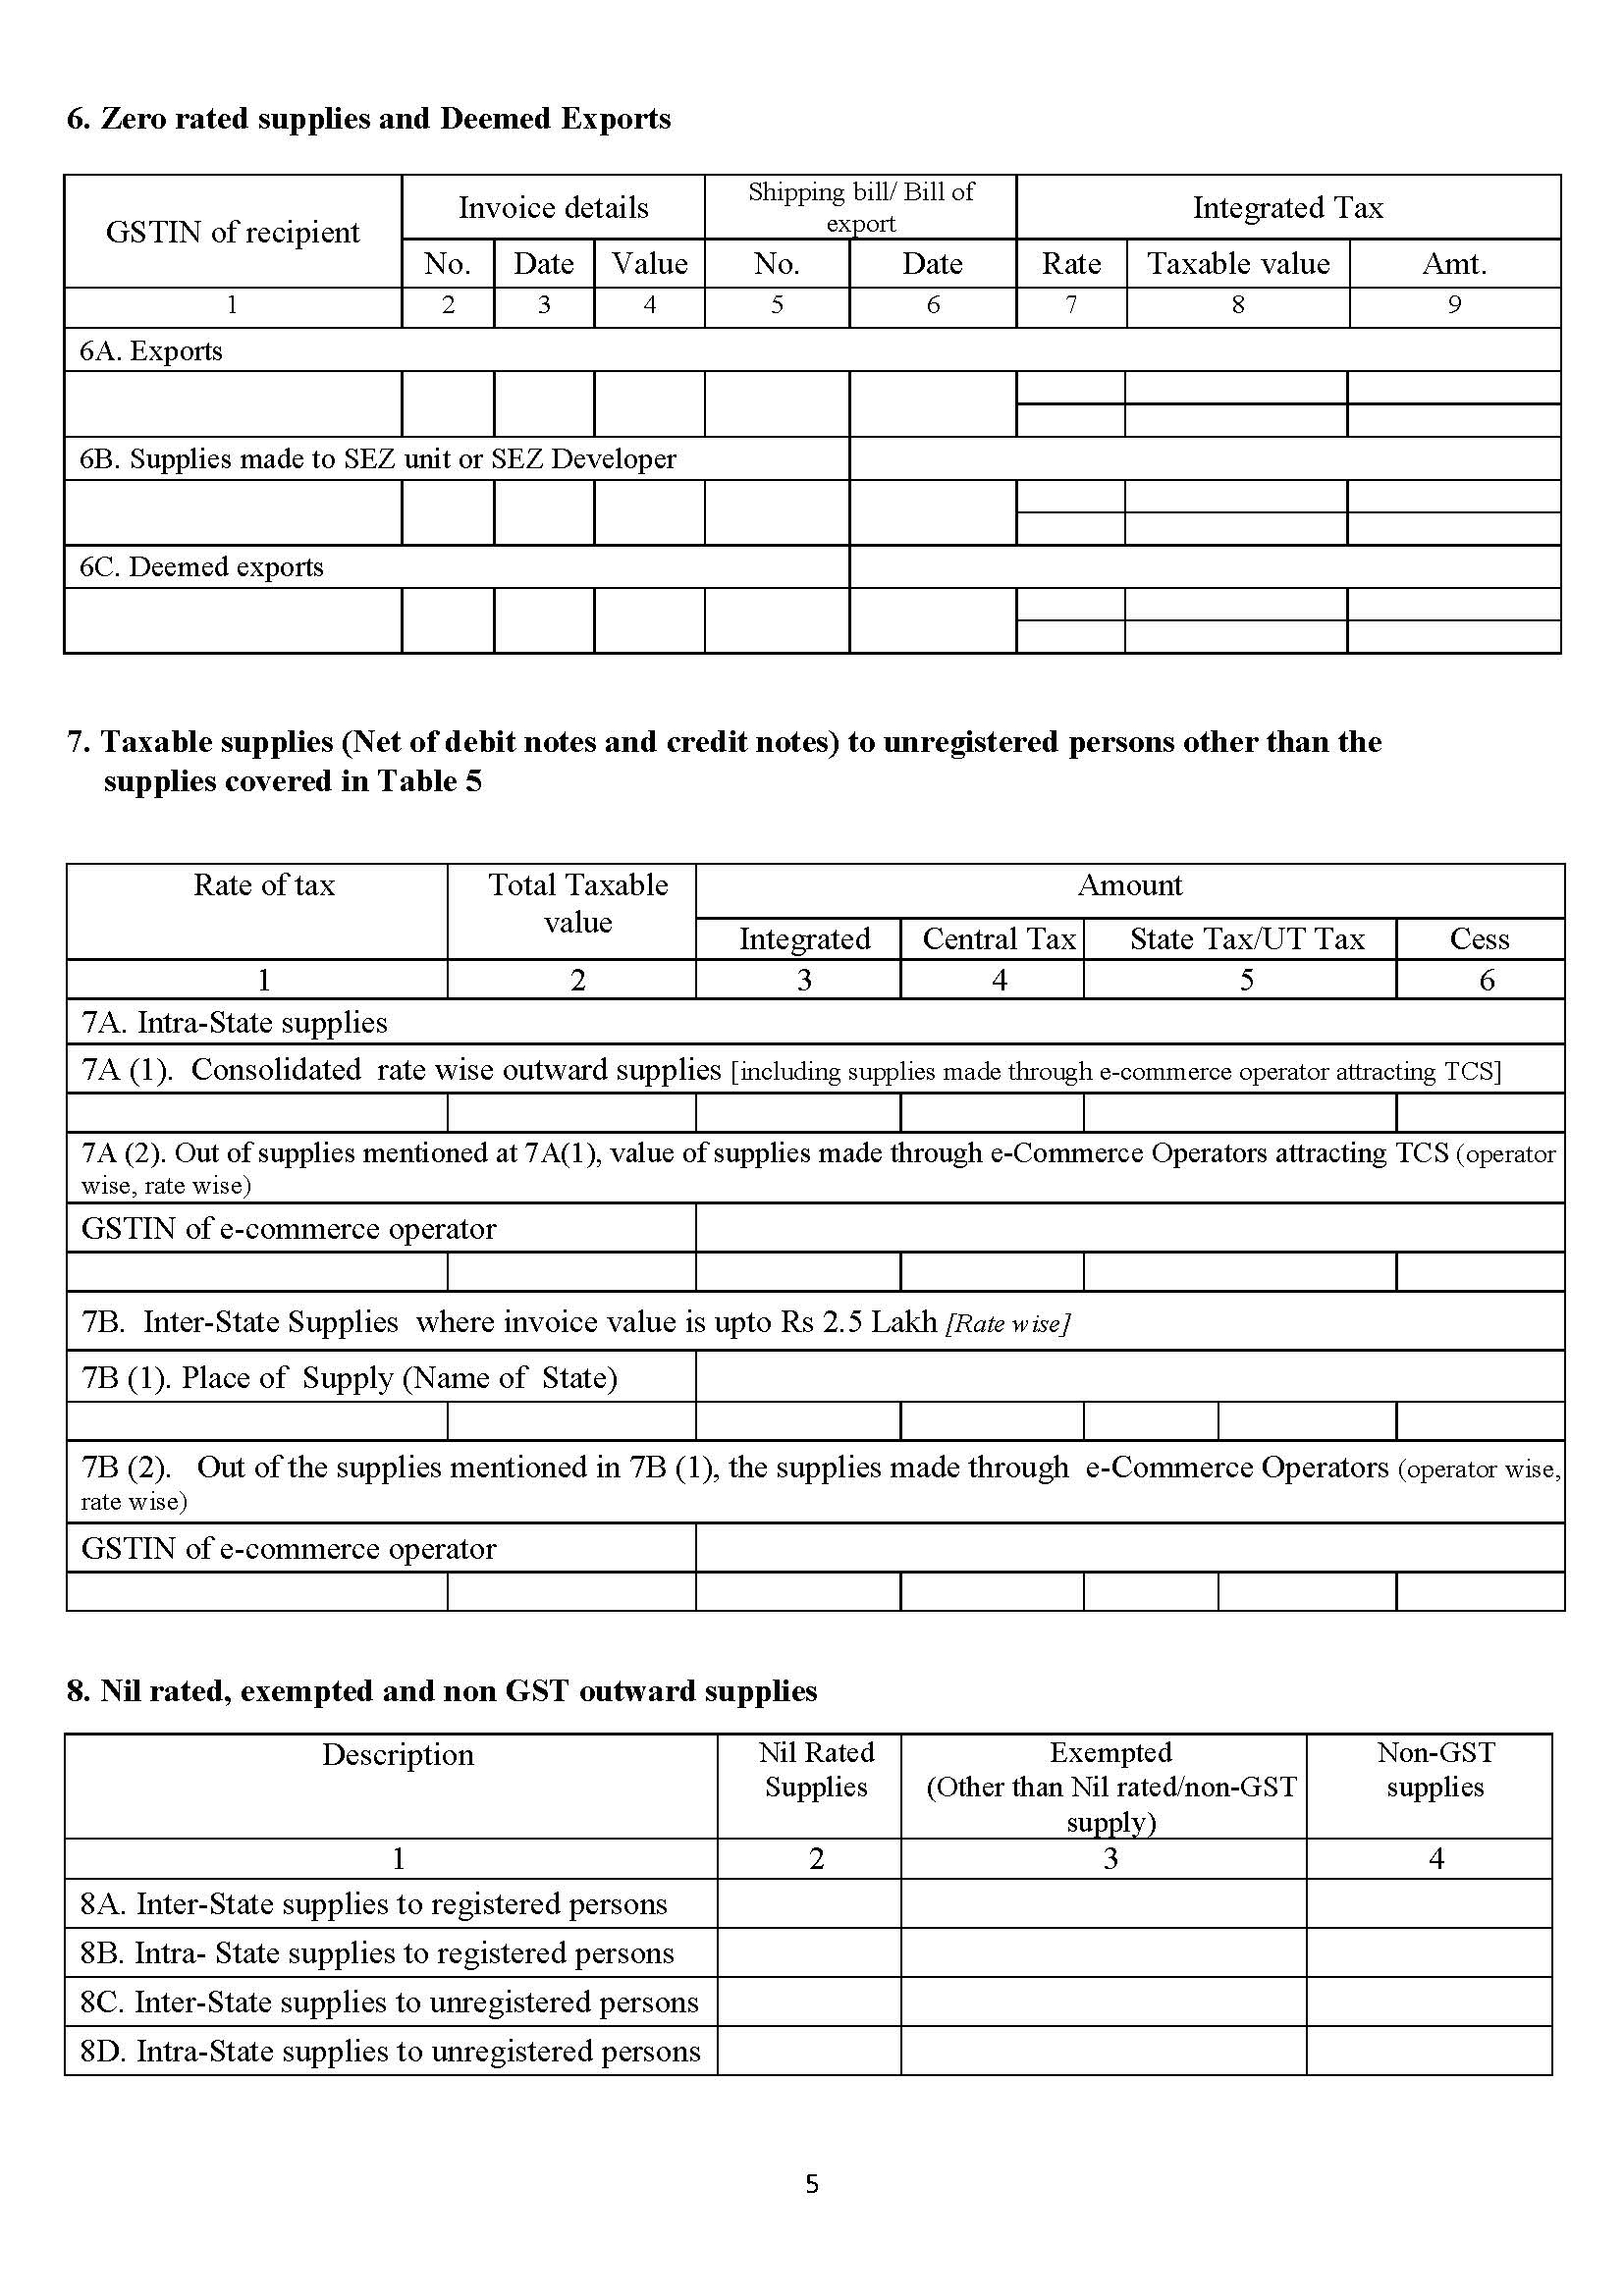 6. Zero rated supplies and Deemed Exports
GSTIN of recipient
Invoice details
Shipping bill/ Bill of
export
Integrated Tax
No. Date Value No. Date Rate Taxable value Amt.
1 2 3 4 5 6 7 8 9
6A. Exports
6B. Supplies made to SEZ unit or SEZ Developer
6C. Deemed exports
7. Taxable supplies (Net of debit notes and credit notes) to unregistered persons other than the
supplies covered in Table 5
Rate of tax
Total Taxable
value
Amount
Integrated Central Tax State Tax/UT Tax Cess
1 2 3 4 5 6
7A. Intra-State supplies
7A (1). Consolidated rate wise outward supplies [including supplies made through e-commerce operator attracting TCS]
7A (2). Out of supplies mentioned at 7A(1), value of supplies made through e-Commerce Operators attracting TCS (operator
wise, rate wise)
GSTIN of e-commerce operator
7B. Inter-State Supplies where invoice value is upto Rs 2.5 Lakh [Rate wise]
7B (1). Place of Supply (Name of State)
7B (2). Out of the supplies mentioned in 7B (1), the supplies made through e-Commerce Operators (operator wise,
rate wise)
GSTIN of e-commerce operator
8. Nil rated, exempted and non GST outward supplies
Description
Nil Rated
Supplies
Exempted
(Other than Nil rated/non-GST
supply)
Non-GST
supplies
1 2 3 4
8A. Inter-State supplies to registered persons
8B. Intra- State supplies to registered persons
8C. Inter-State supplies to unregistered persons
8D. Intra-State supplies to unregistered persons
5